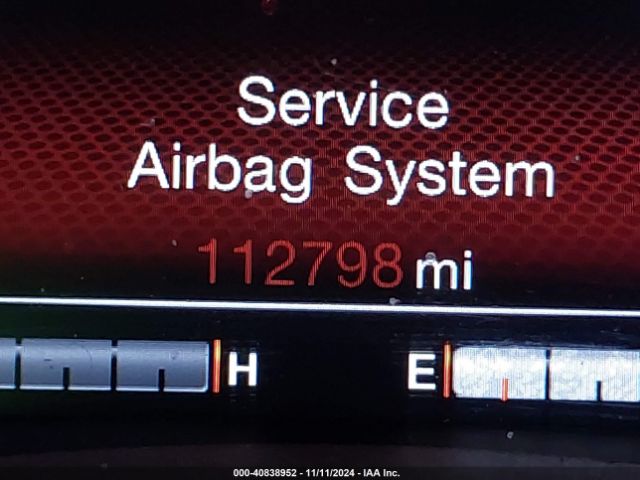 Service
Airbag System
112798 mi
H E
000-40838952 - 11/11/2024 - IAA Inc.